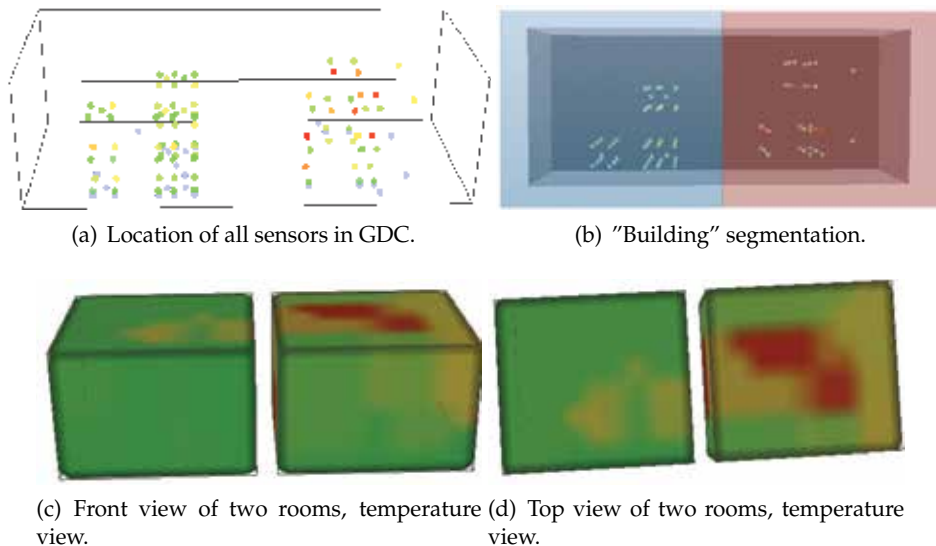 (a) Location of all sensors in GDC.
(b) ”Building” segmentation.
(c) Front view of two rooms, temperature
view.
(d) Top view of two rooms, temperature
view.